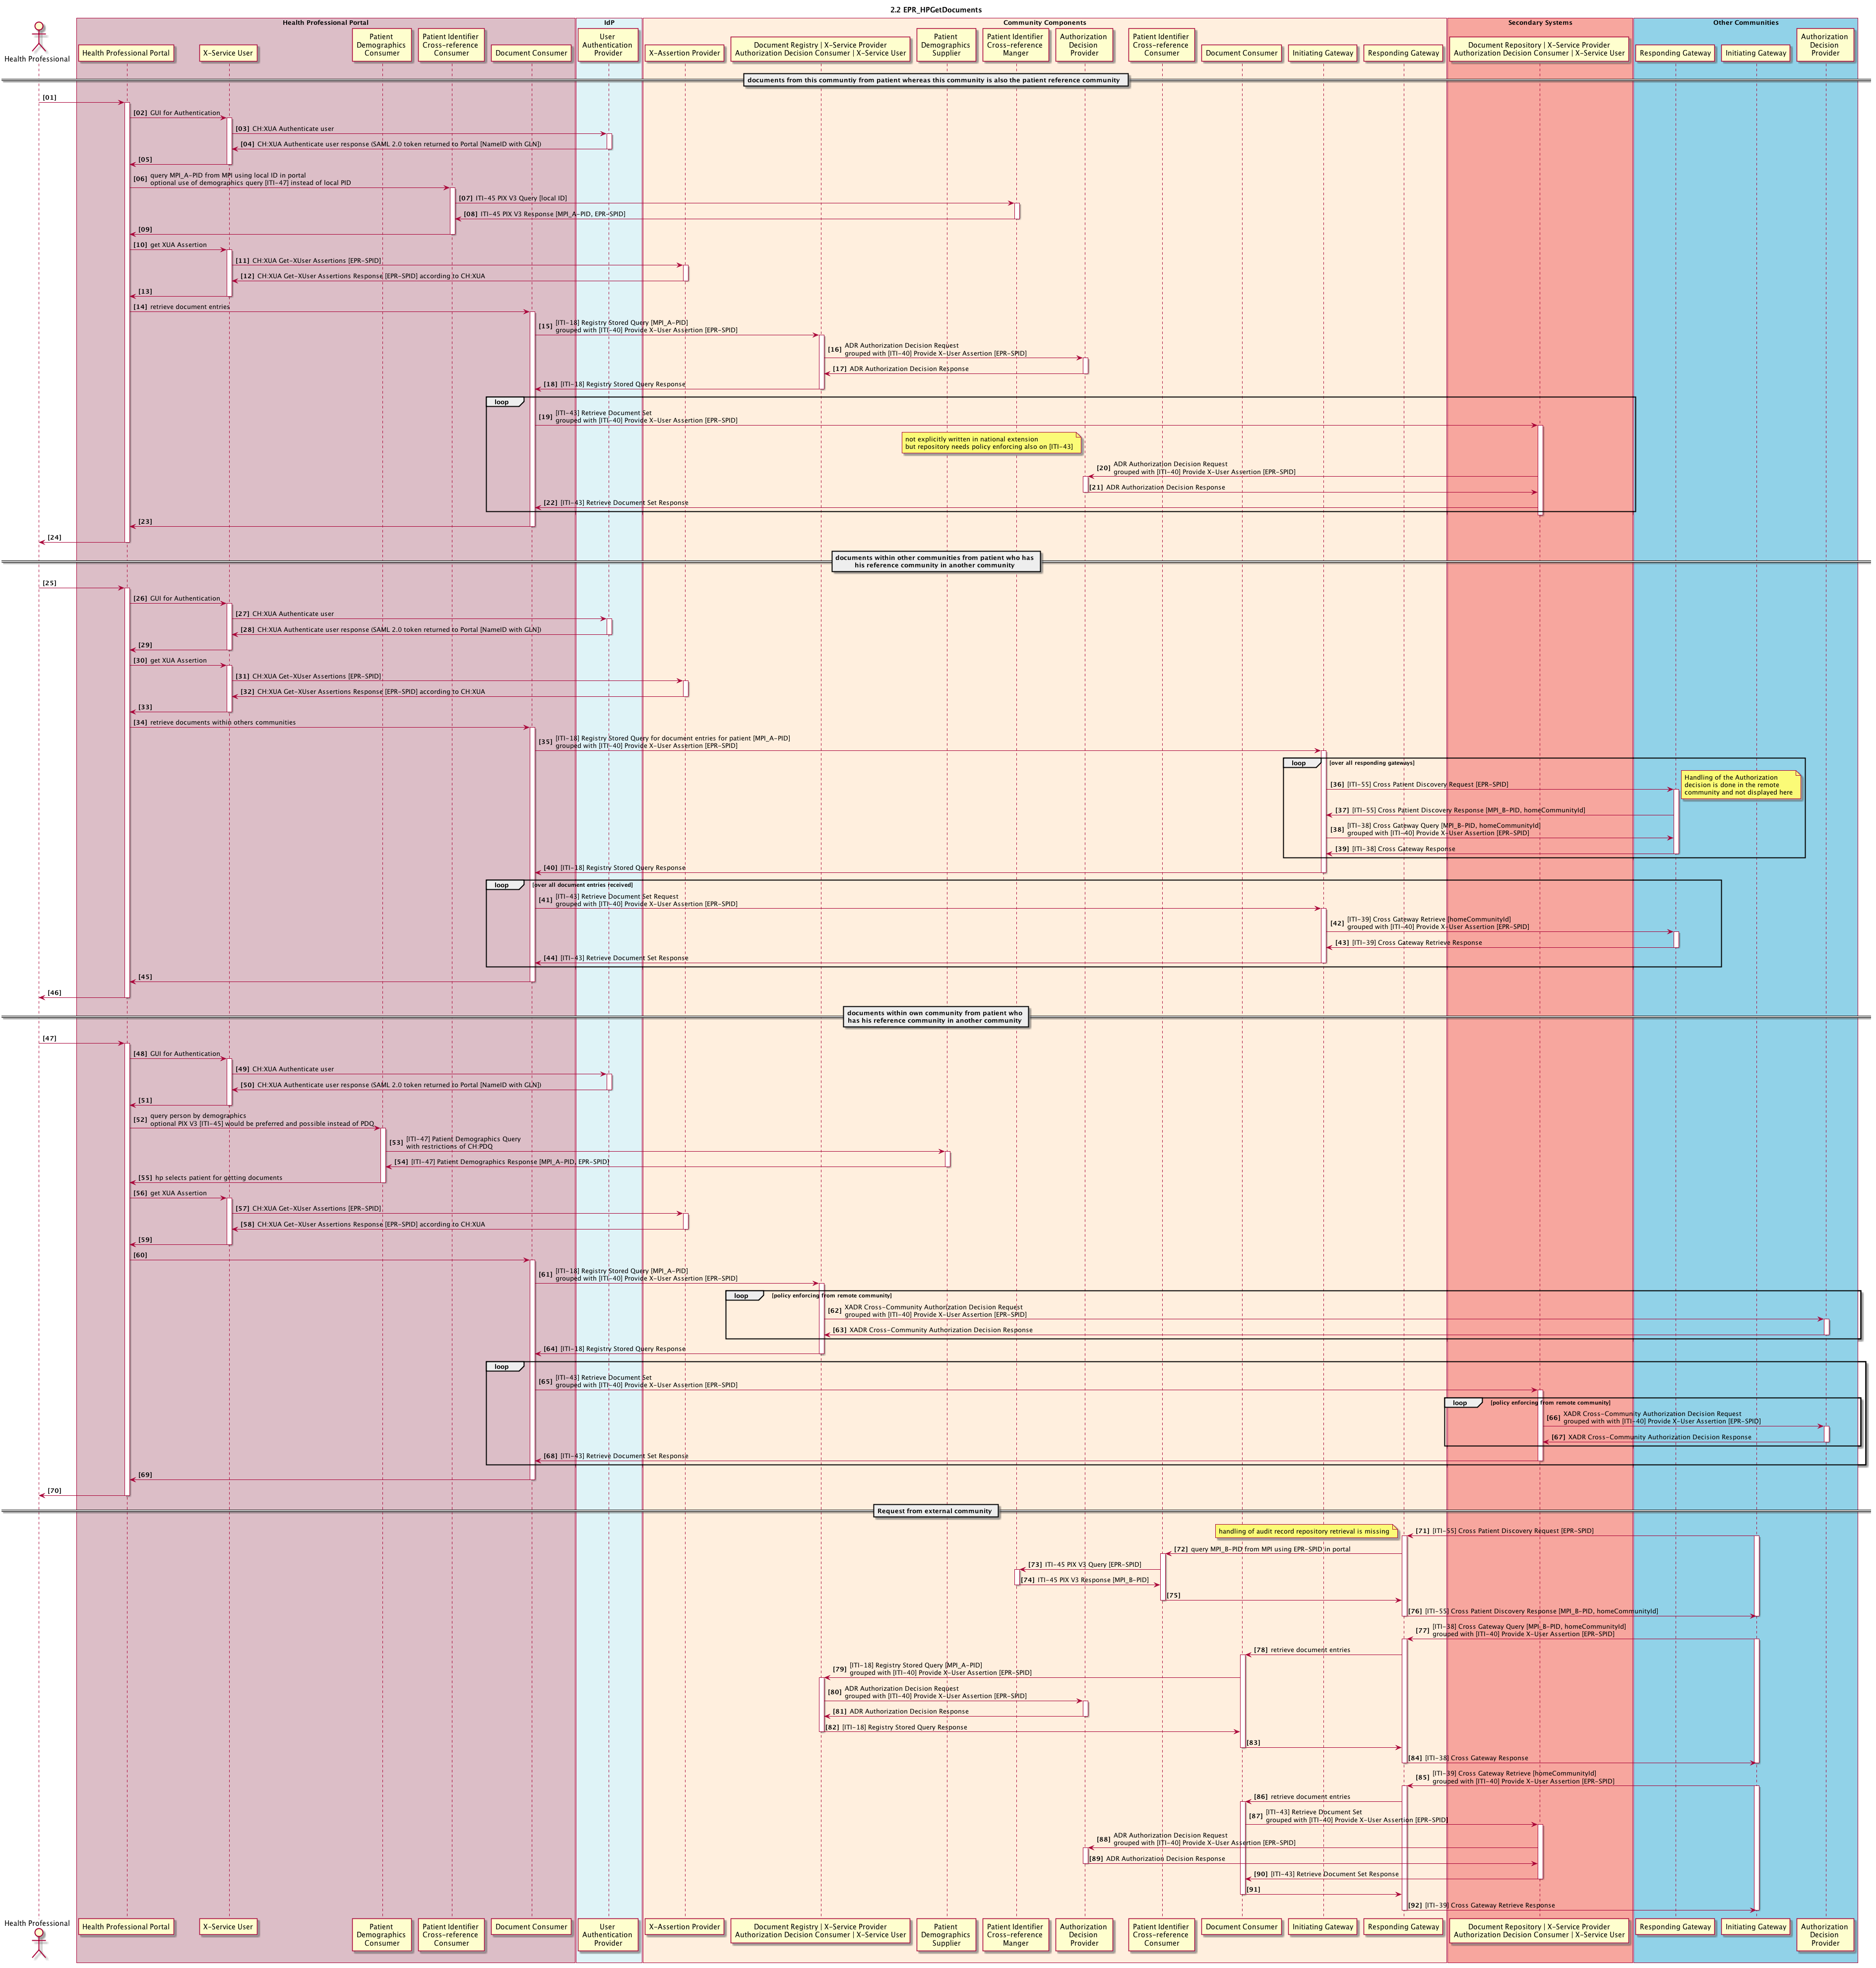 2.2 EPR_HPGetDocuments
Health Professional Portal
IdP
Community Components
Secondary Systems
Other Communities
Health Professional
Health Professional Portal
X-Service User
Patient
Demographics
Consumer
Patient Identifier
Cross-reference
Consumer
Document Consumer
User
Authentication
Provider
X-Assertion Provider
Document Registry | X-Service Provider
Authorization Decision Consumer | X-Service User
Patient
Demographics
Supplier
Patient Identifier
Cross-reference
Manger
Authorization
Decision
Provider
Patient Identifier
Cross-reference
Consumer
Document Consumer
Initiating Gateway
Responding Gateway
Document Repository | X-Service Provider
Authorization Decision Consumer | X-Service User
Responding Gateway
Initiating Gateway
Authorization
Decision
Provider
documents from this communtiy from patient whereas this community is also the patient reference community
[01]
[02] GUI for Authentication
[03] CH:XUA Authenticate user
[04] CH:XUA Authenticate user response (SAML 2.0 token returned to Portal [NameID with GLN])
[05]
[06] query MPI_A-PID from MPI using local ID in portal
optional use of demographics query [ITI-47] instead of local PID
[07] ITI-45 PIX V3 Query [local ID]
[08] ITI-45 PIX V3 Response [MPI_A-PID, EPR-SPID]
[09]
[10] get XUA Assertion
[11] CH:XUA Get-XUser Assertions [EPR-SPID]
[12] CH:XUA Get-XUser Assertions Response [EPR-SPID] according to CH:XUA
[13]
[14] retrieve document entries
[15] [ITI-18] Registry Stored Query [MPI_A-PID]
grouped with [ITI-40] Provide X-User Assertion [EPR-SPID]
[16] ADR Authorization Decision Request
grouped with [ITI-40] Provide X-User Assertion [EPR-SPID]
[17] ADR Authorization Decision Response
[18] [ITI-18] Registry Stored Query Response
loop
[19] [ITI-43] Retrieve Document Set
grouped with [ITI-40] Provide X-User Assertion [EPR-SPID]
not explicitly written in national extension
but repository needs policy enforcing also on [ITI-43]
[20] ADR Authorization Decision Request
grouped with [ITI-40] Provide X-User Assertion [EPR-SPID]
[21] ADR Authorization Decision Response
[22] [ITI-43] Retrieve Document Set Response
[23]
[24]
documents within other communities from patient who has
his reference community in another community
[25]
[26] GUI for Authentication
[27] CH:XUA Authenticate user
[28] CH:XUA Authenticate user response (SAML 2.0 token returned to Portal [NameID with GLN])
[29]
[30] get XUA Assertion
[31] CH:XUA Get-XUser Assertions [EPR-SPID]
[32] CH:XUA Get-XUser Assertions Response [EPR-SPID] according to CH:XUA
[33]
[34] retrieve documents within others communities
[35] [ITI-18] Registry Stored Query for document entries for patient [MPI_A-PID]
grouped with [ITI-40] Provide X-User Assertion [EPR-SPID]
loop [over all responding gateways]
[36] [ITI-55] Cross Patient Discovery Request [EPR-SPID]
Handling of the Authorization
decision is done in the remote
community and not displayed here
[37] [ITI-55] Cross Patient Discovery Response [MPI_B-PID, homeCommunityId]
[38] [ITI-38] Cross Gateway Query [MPI_B-PID, homeCommunityId]
grouped with [ITI-40] Provide X-User Assertion [EPR-SPID]
[39] [ITI-38] Cross Gateway Response
[40] [ITI-18] Registry Stored Query Response
loop [over all document entries received]
[41] [ITI-43] Retrieve Document Set Request
grouped with [ITI-40] Provide X-User Assertion [EPR-SPID]
[42] [ITI-39] Cross Gateway Retrieve [homeCommunityId]
grouped with [ITI-40] Provide X-User Assertion [EPR-SPID]
[43] [ITI-39] Cross Gateway Retrieve Response
[44] [ITI-43] Retrieve Document Set Response
[45]
[46]
documents within own community from patient who
has his reference community in another community
[47]
[48] GUI for Authentication
[49] CH:XUA Authenticate user
[50] CH:XUA Authenticate user response (SAML 2.0 token returned to Portal [NameID with GLN])
[51]
[52] query person by demographics
optional PIX V3 [ITI-45] would be preferred and possible instead of PDQ
[53] [ITI-47] Patient Demographics Query
with restrictions of CH:PDQ
[54] [ITI-47] Patient Demographics Response [MPI_A-PID, EPR-SPID]
[55] hp selects patient for getting documents
[56] get XUA Assertion
[57] CH:XUA Get-XUser Assertions [EPR-SPID]
[58] CH:XUA Get-XUser Assertions Response [EPR-SPID] according to CH:XUA
[59]
[60]
[61] [ITI-18] Registry Stored Query [MPI_A-PID]
grouped with [ITI-40] Provide X-User Assertion [EPR-SPID]
loop [policy enforcing from remote community]
[62] XADR Cross-Community Authorization Decision Request
grouped with [ITI-40] Provide X-User Assertion [EPR-SPID]
[63] XADR Cross-Community Authorization Decision Response
[64] [ITI-18] Registry Stored Query Response
loop
[65] [ITI-43] Retrieve Document Set
grouped with [ITI-40] Provide X-User Assertion [EPR-SPID]
loop [policy enforcing from remote community]
[66] XADR Cross-Community Authorization Decision Request
grouped with with [ITI-40] Provide X-User Assertion [EPR-SPID]
[67] XADR Cross-Community Authorization Decision Response
[68] [ITI-43] Retrieve Document Set Response
[69]
[70]
Request from external community
handling of audit record repository retrieval is missing
[71] [ITI-55] Cross Patient Discovery Request [EPR-SPID]
[72] query MPI_B-PID from MPI using EPR-SPID in portal
[73] ITI-45 PIX V3 Query [EPR-SPID]
[74] ITI-45 PIX V3 Response [MPI_B-PID]
[75]
[76] [ITI-55] Cross Patient Discovery Response [MPI_B-PID, homeCommunityId]
[77] [ITI-38] Cross Gateway Query [MPI_B-PID, homeCommunityId]
grouped with [ITI-40] Provide X-User Assertion [EPR-SPID]
[78] retrieve document entries
[79] [ITI-18] Registry Stored Query [MPI_A-PID]
grouped with [ITI-40] Provide X-User Assertion [EPR-SPID]
[80] ADR Authorization Decision Request
grouped with [ITI-40] Provide X-User Assertion [EPR-SPID]
[81] ADR Authorization Decision Response
[82] [ITI-18] Registry Stored Query Response
[83]
[84] [ITI-38] Cross Gateway Response
[85] [ITI-39] Cross Gateway Retrieve [homeCommunityId]
grouped with [ITI-40] Provide X-User Assertion [EPR-SPID]
[86] retrieve document entries
[87] [ITI-43] Retrieve Document Set
grouped with [ITI-40] Provide X-User Assertion [EPR-SPID]
[88] ADR Authorization Decision Request
grouped with [ITI-40] Provide X-User Assertion [EPR-SPID]
[89] ADR Authorization Decision Response
[90] [ITI-43] Retrieve Document Set Response
[91]
[92] [ITI-39] Cross Gateway Retrieve Response
Health Professional
Health Professional Portal
X-Service User
Patient
Demographics
Consumer
Patient Identifier
Cross-reference
Consumer
Document Consumer
User
Authentication
Provider
X-Assertion Provider
Document Registry | X-Service Provider
Authorization Decision Consumer | X-Service User
Patient
Demographics
Supplier
Patient Identifier
Cross-reference
Manger
Authorization
Decision
Provider
Patient Identifier
Cross-reference
Consumer
Document Consumer
Initiating Gateway
Responding Gateway
Document Repository | X-Service Provider
Authorization Decision Consumer | X-Service User
Responding Gateway
Initiating Gateway
Authorization
Decision
Provider